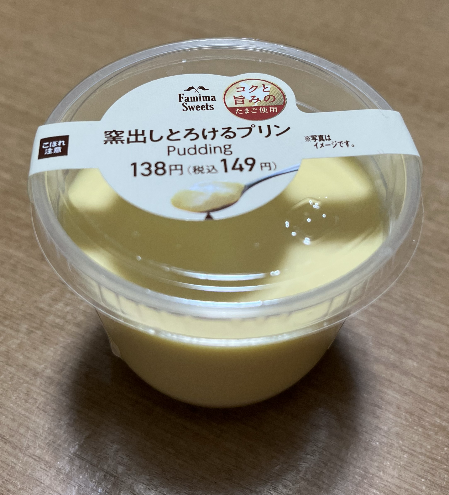 Famima
Sweets
コクと
旨みの
たまご使用
こぼれ
注意
窯出しとろけるプリン
Pudding
138円(税込149円)
※写真は
イメージです。